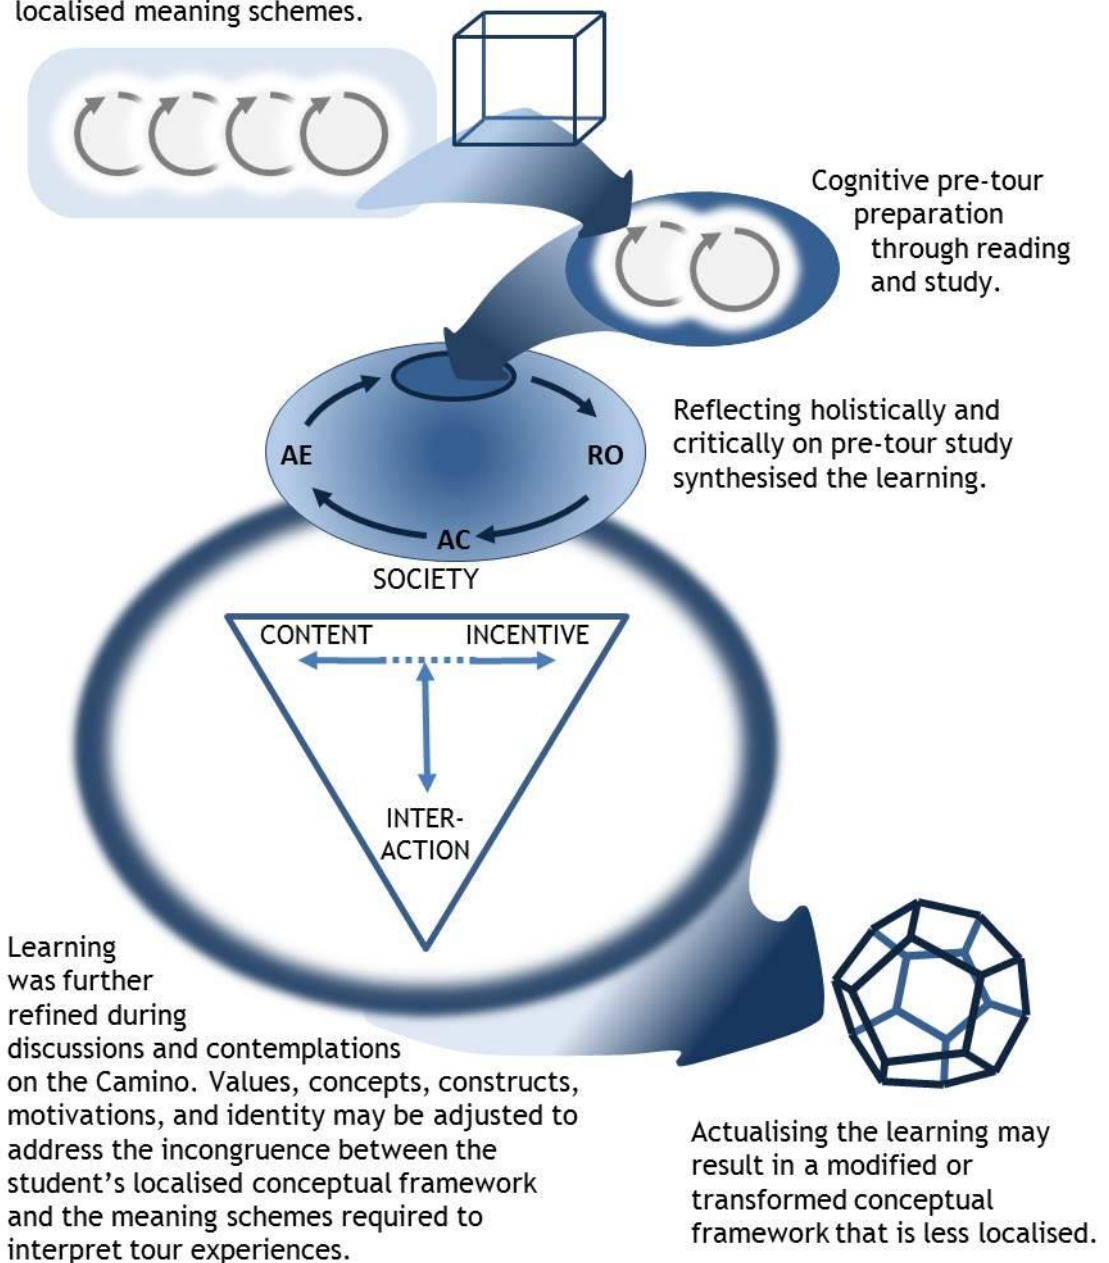 localised meaning schemes.
Cognitive pre-tour
preparation
through reading
and study.
Reflecting holistically and
critically on pre-tour study
synthesised the learning.
AE
RO
AC
SOCIETY
CONTENT
INCENTIVE
INTER-
ACTION
Learning
was further
refined during
discussions and contemplations
on the Camino. Values, concepts, constructs,
motivations, and identity may be adjusted to
address the incongruence between the
student's localised conceptual framework
and the meaning schemes required to
interpret tour experiences.
Actualising the learning may
result in a modified or
transformed conceptual
framework that is less localised.